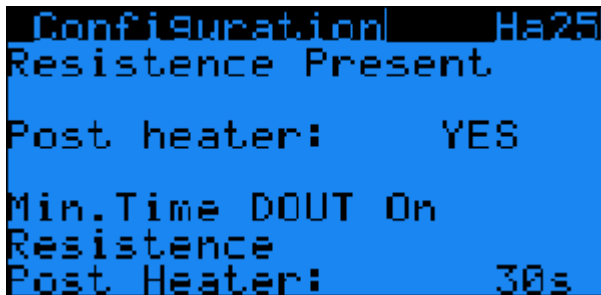 Configuration Ha25
Resistence Present
Post heater: YES
Min.Time DOUT On
Resistence
Post Heater: 30s